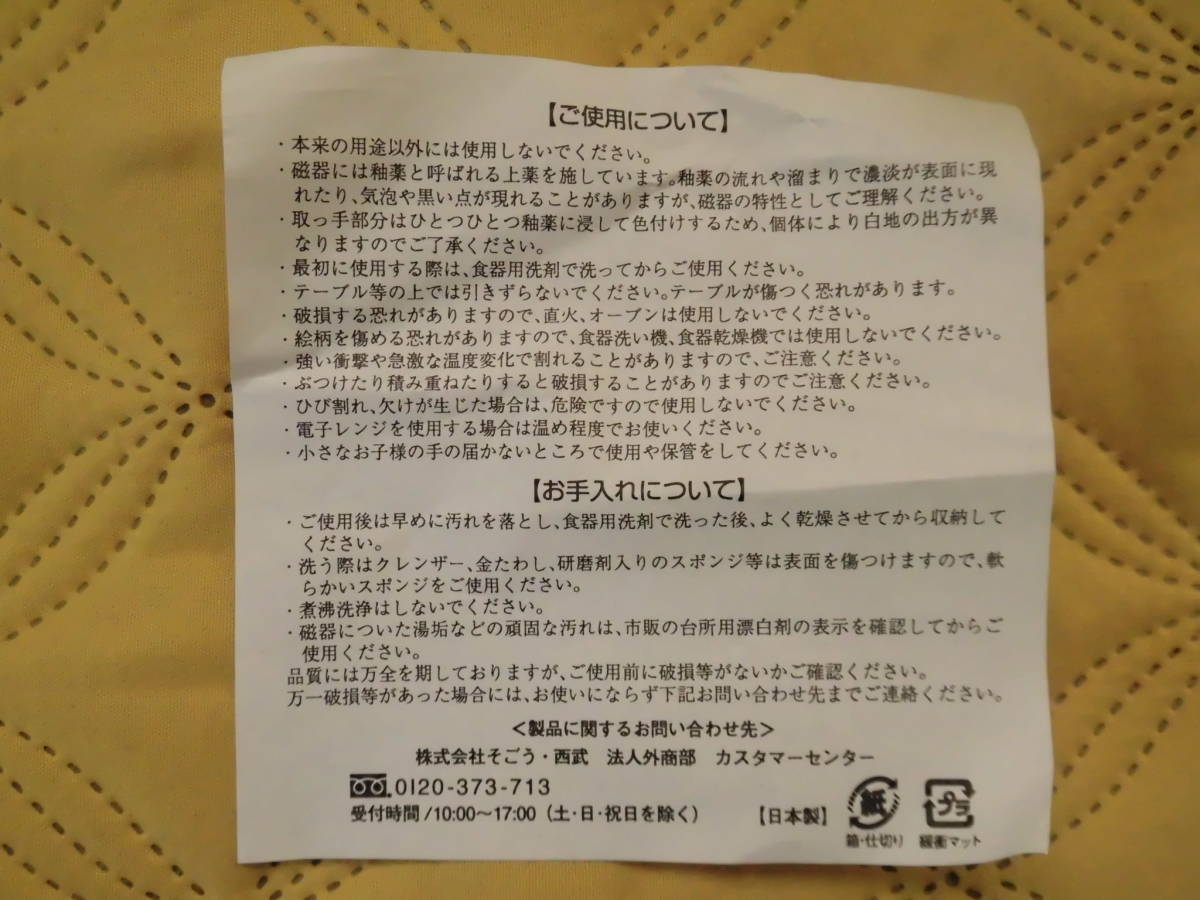 【ご使用について】
・本来の用途以外には使用しないでください。
・磁器には釉薬と呼ばれる上薬を施しています。釉薬の流れや溜まりで濃淡が表面に現
れたり、気泡や黒い点が現れることがありますが、磁器の特性としてご理解ください。
・取っ手部分はひとつひとつ釉薬に浸して色付けするため、個体により白地の出方が異
なりますのでご了承ください。
・最初に使用する際は、食器用洗剤で洗ってからご使用ください。
・テーブル等の上では引きずらないでください。テーブルが傷つく恐れがあります。
・破損する恐れがありますので、直火、オーブンは使用しないでください。
・絵柄を傷める恐れがありますので、食器洗い機、食器乾燥機では使用しないでください。
・強い衝撃や急激な温度変化で割れることがありますので、ご注意ください。
・ぶつけたり積み重ねたりすると破損することがありますのでご注意ください。
・ひび割れ、欠けが生じた場合は、危険ですので使用しないでください。
・電子レンジを使用する場合は温め程度でお使いください。
・小さなお子様の手の届かないところで使用や保管をしてください。
【お手入れについて】
・ご使用後は早めに汚れを落とし、食器用洗剤で洗った後、よく乾燥させてから収納して
ください。
・洗う際はクレンザー、金たわし、研磨剤入りのスポンジ等は表面を傷つけますので、軟
らかいスポンジをご使用ください。
・煮沸洗浄はしないでください。
・磁器についた湯垢などの頑固な汚れは、市販の台所用漂白剤の表示を確認してからご
使用ください。
品質には万全を期しておりますが、ご使用前に破損等がないかご確認ください。
万一破損等があった場合には、お使いにならず下記お問い合わせ先までご連絡ください。
＜製品に関するお問い合わせ先＞
株式会社そごう・西武 法人外商部 カスタマーセンター
0120-373-713
受付時間/10:00〜17:00（土・日・祝日を除く）
【日本製】
紙
箱・仕切り
プラ
緩衝マット